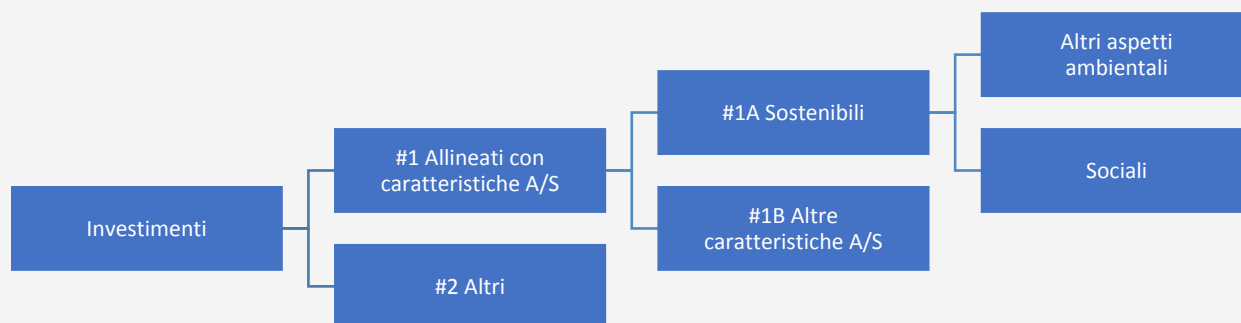 Investimenti
#1 Allineati con
caratteristiche A/S
#2 Altri
#1A Sostenibili
#1B Altre
caratteristiche A/S
Altri aspetti
ambientali
Sociali